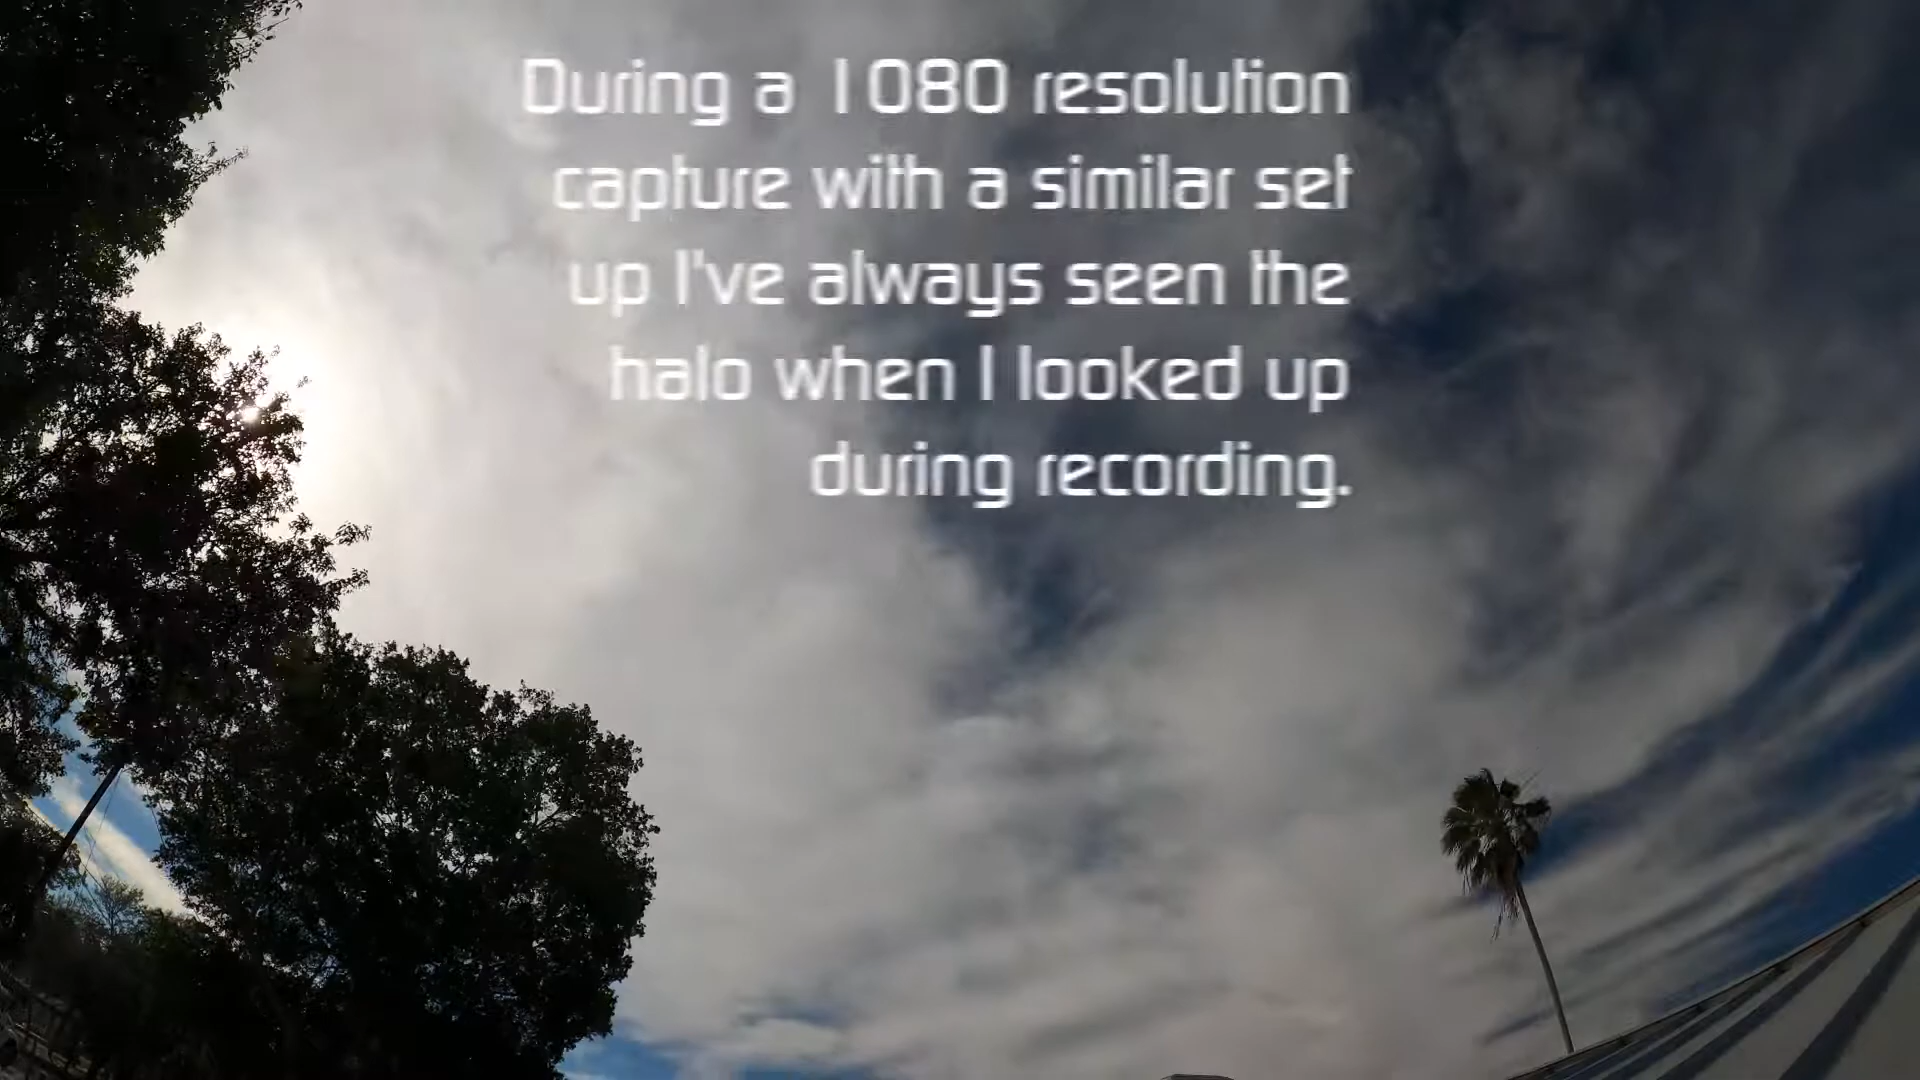 During a 1080 resolution
capture with a similar set
up I've always seen the
halo when I looked up
during recording.